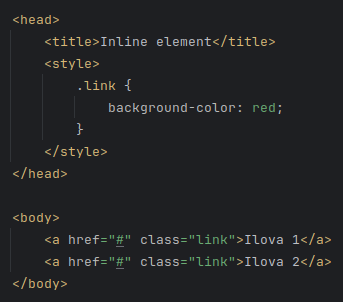 <head>
    <title>Inline element</title>
    <style>
        .link {
            background-color: red;
        }
    </style>
</head>

<body>
    <a href="#" class="link">Ilova 1</a>
    <a href="#" class="link">Ilova 2</a>
</body>